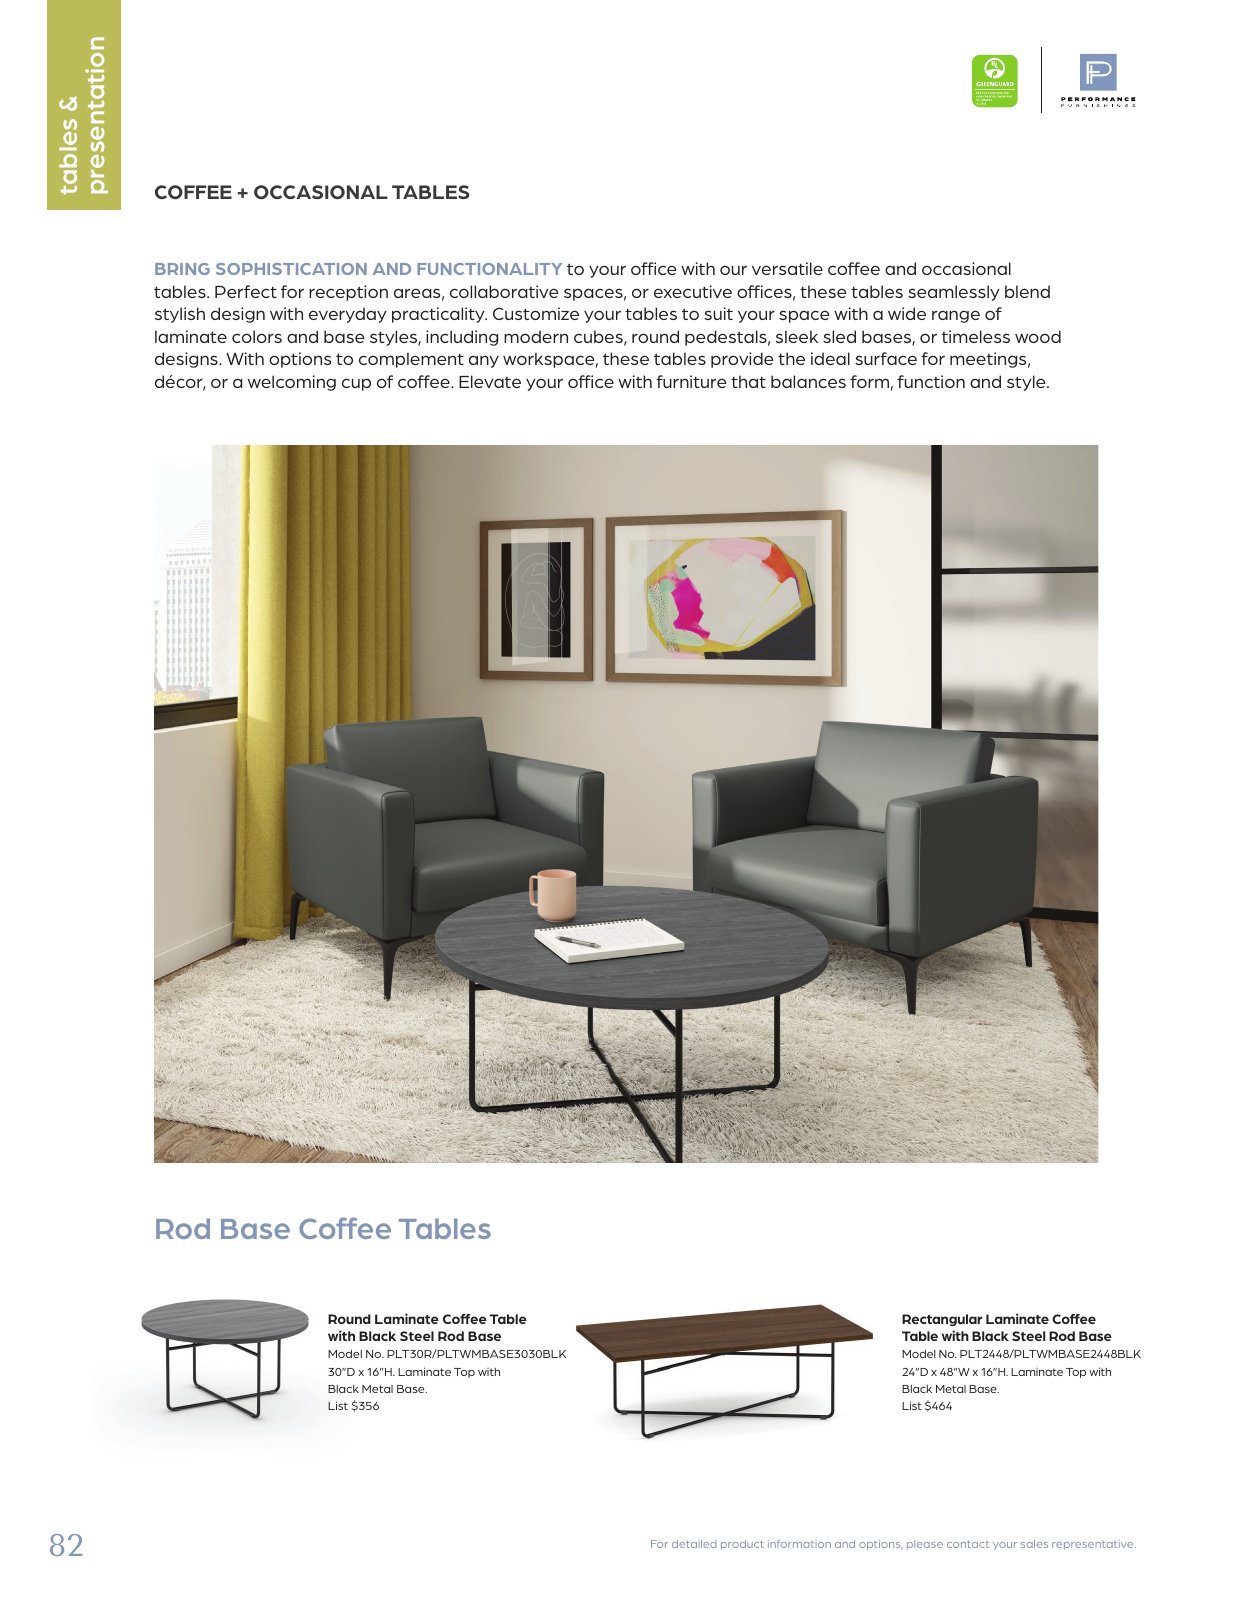 tables &
presentation
GREENGUARD
PERFORMANCE
FURNISHINGS
COFFEE + OCCASIONAL TABLES
BRING SOPHISTICATION AND FUNCTIONALITY to your office with our versatile coffee and occasional
tables. Perfect for reception areas, collaborative spaces, or executive offices, these tables seamlessly blend
stylish design with everyday practicality. Customize your tables to suit your space with a wide range of
laminate colors and base styles, including modern cubes, round pedestals, sleek sled bases, or timeless wood
designs. With options to complement any workspace, these tables provide the ideal surface for meetings,
décor, or a welcoming cup of coffee. Elevate your office with furniture that balances form, function and style.
Rod Base Coffee Tables
Round Laminate Coffee Table
with Black Steel Rod Base
Model No. PLT30R/PLTWMBASE3030BLK
30"D x 16"H. Laminate Top with
Black Metal Base.
List $356
Rectangular Laminate Coffee
Table with Black Steel Rod Base
Model No. PLT2448/PLTWMBASE2448BLK
24"D x 48"W x 16"H. Laminate Top with
Black Metal Base.
List $464
82
For detailed product information and options, please contact your sales representative.